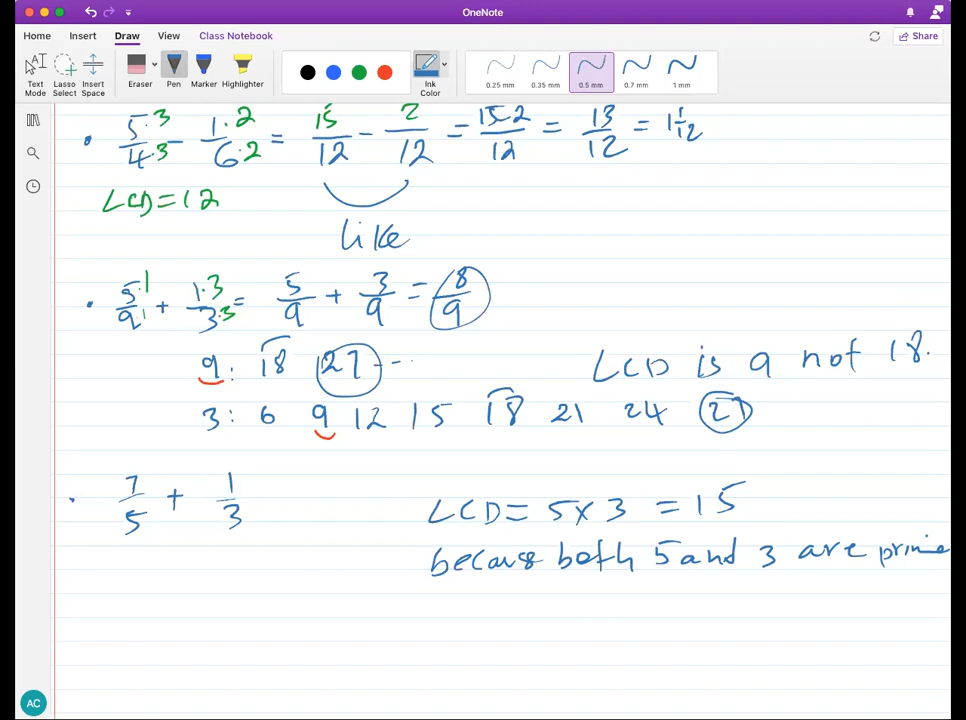 OneNote
Home Insert Draw View Class Notebook Share
Text Mode Lasso Select Insert Space Eraser Pen Marker Highlighter Ink Color 0.25 mm 0.35 mm 0.5 mm 0.7 mm 1 mm
• 5·3/4·3 - 1·2/6·2 = 15/12 - 2/12 = 15-2/12 = 13/12 = 1 1/12
LCD=12
like
• 5·1/9·1 + 1·3/3·3 = 5/9 + 3/9 = 8/9
9: 18 27 --
LCD is 9 not 18.
3: 6 9 12 15 18 21 24 27
• 7/5 + 1/3
LCD= 5×3 =15
because both 5 and 3 are prime
AC